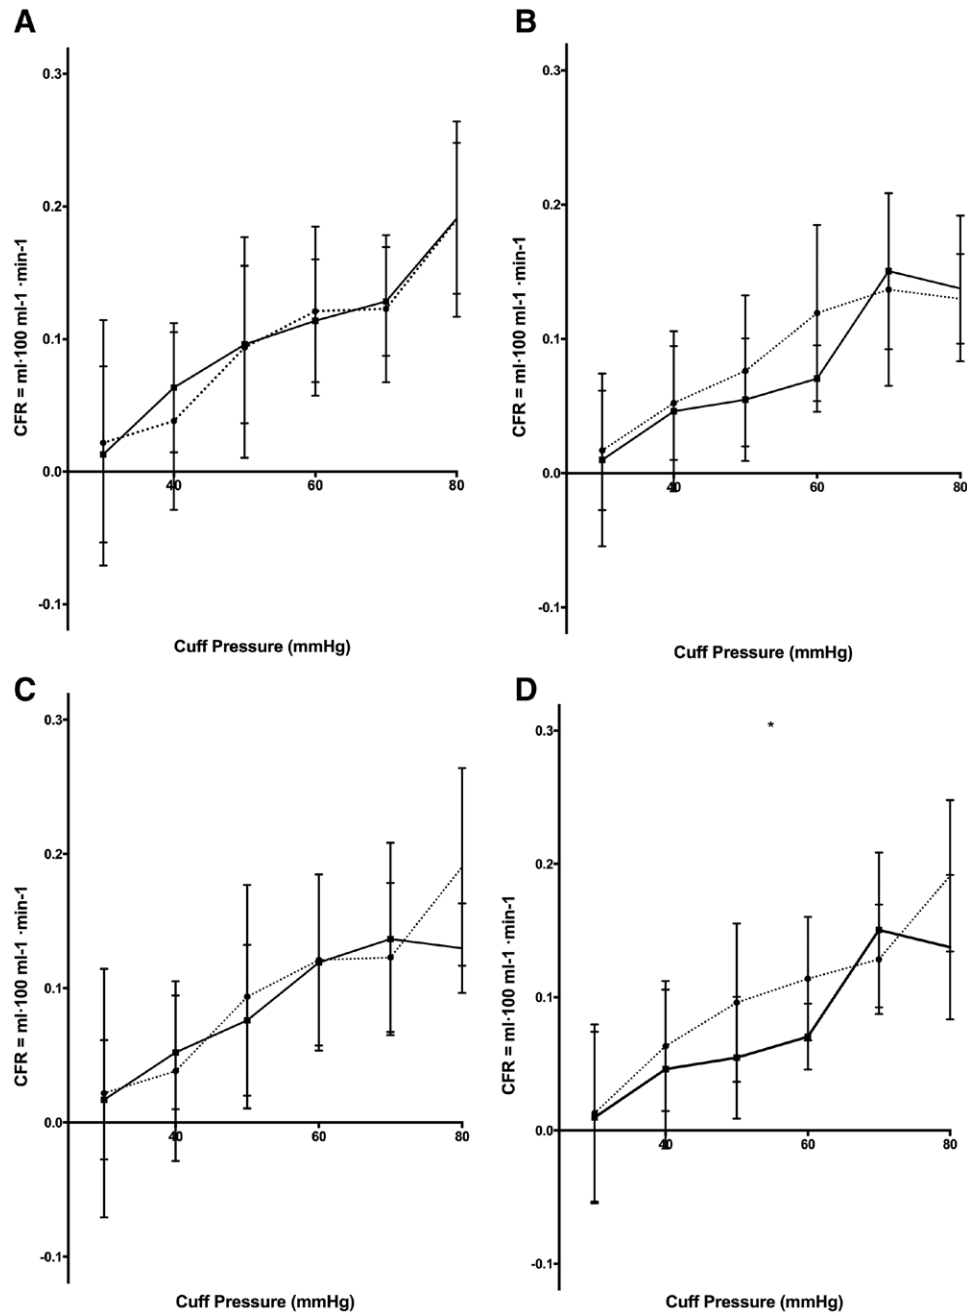 A
CFR = ml·100 ml-1 ·min-1
0.3
0.2
0.1
0.0
-0.1
40
60
80
Cuff Pressure (mmHg)
B
CFR = ml·100 ml-1 ·min-1
0.3
0.2
0.1
0.0
-0.1
40
60
80
Cuff Pressure (mmHg)
C
CFR = ml·100 ml-1 ·min-1
0.3
0.2
0.1
0.0
-0.1
40
60
80
Cuff Pressure (mmHg)
D
*
CFR = ml·100 ml-1 ·min-1
0.3
0.2
0.1
0.0
-0.1
40
60
80
Cuff Pressure (mmHg)